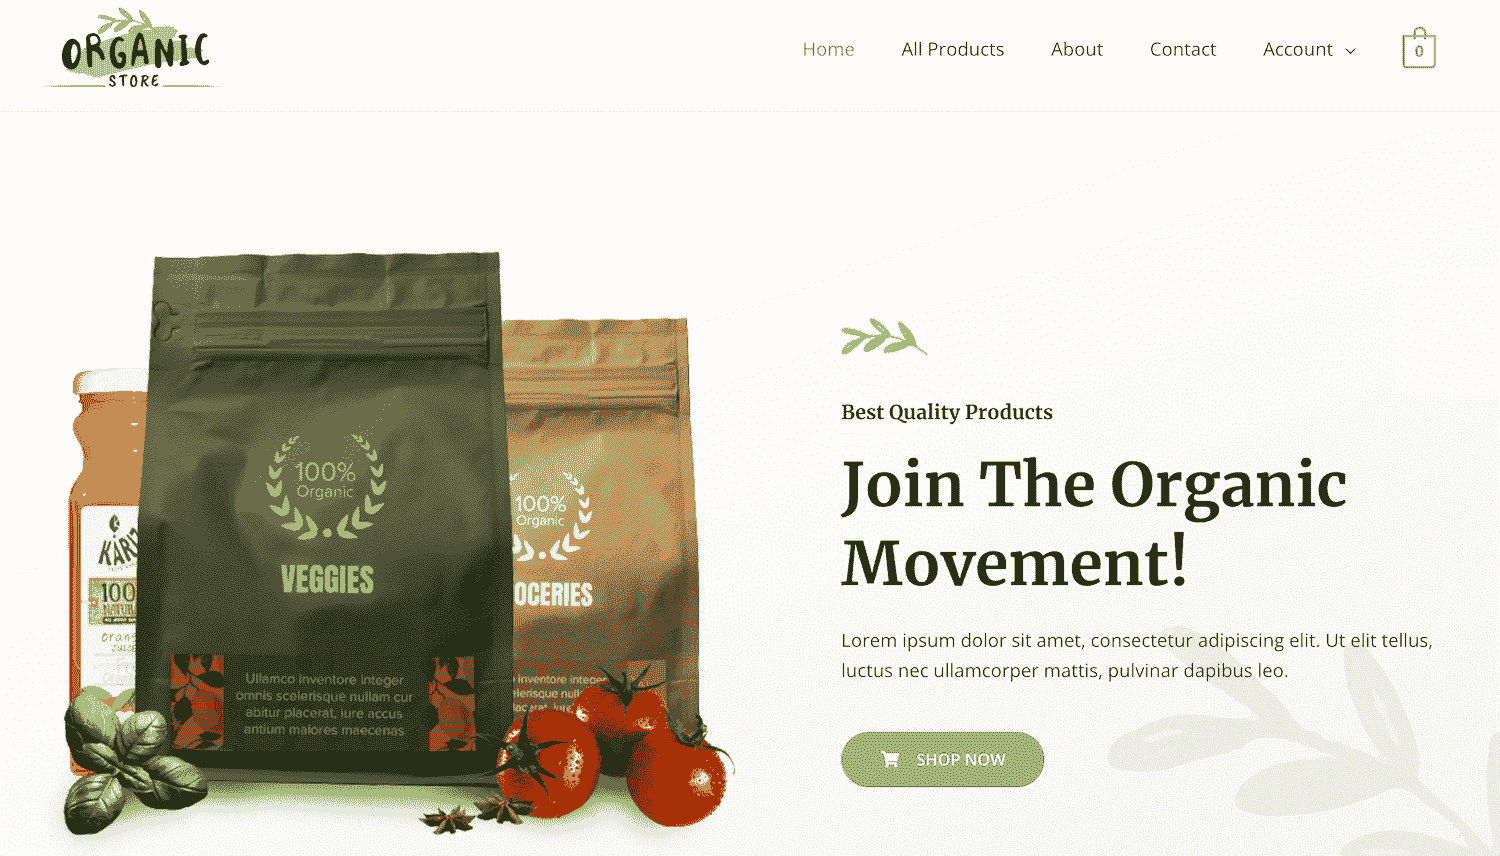 ORGANIC
STORE
Home
All Products
About
Contact
Account
0
Best Quality Products
Join The Organic
Movement!
Lorem ipsum dolor sit amet, consectetur adipiscing elit. Ut elit tellus,
luctus nec ullamcorper mattis, pulvinar dapibus leo.
SHOP NOW
100%
Organic
VEGGIES
Ullamco inventore integer
omnis scelerisque nullam cur
abitur placerat, iure accus
antium maiores maecenas
100%
Organic
OCERIES
inventore integer
lerisque null
placerat, iure
KARI
100
NATUR
Orang
JUICE